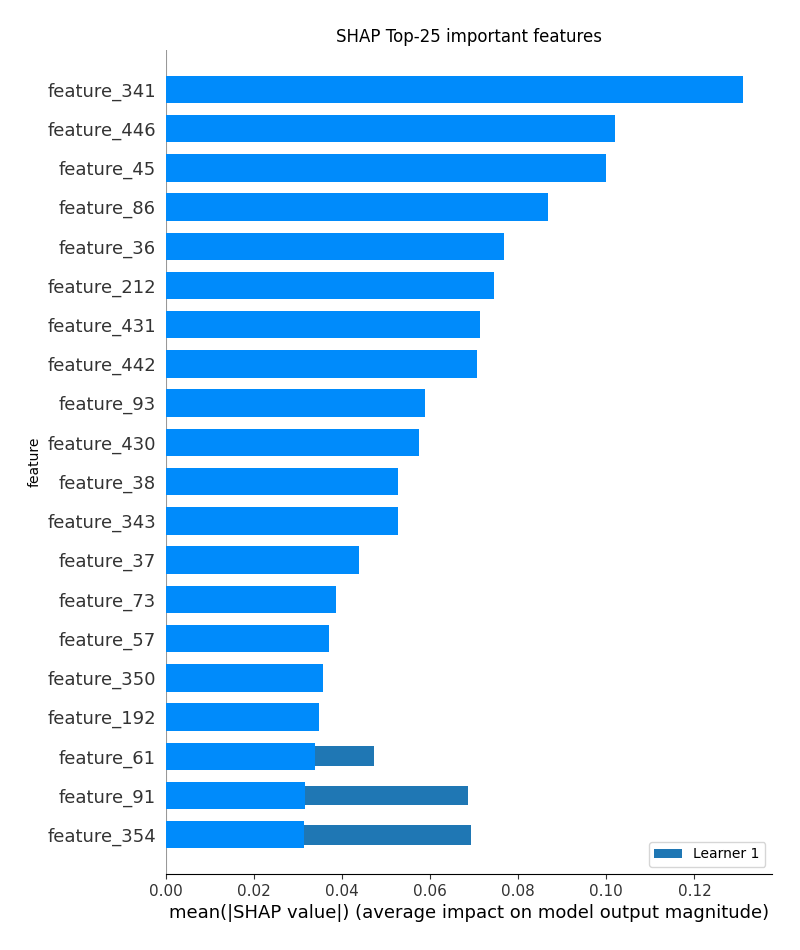 SHAP Top-25 important features
feature_341
feature_446
feature_45
feature_86
feature_36
feature_212
feature_431
feature_442
feature_93
feature_430
feature
feature_38
feature_343
feature_37
feature_73
feature_57
feature_350
feature_192
feature_61
feature_91
feature_354
Learner 1
0.00 0.02 0.04 0.06 0.08 0.10 0.12
mean(|SHAP value|) (average impact on model output magnitude)